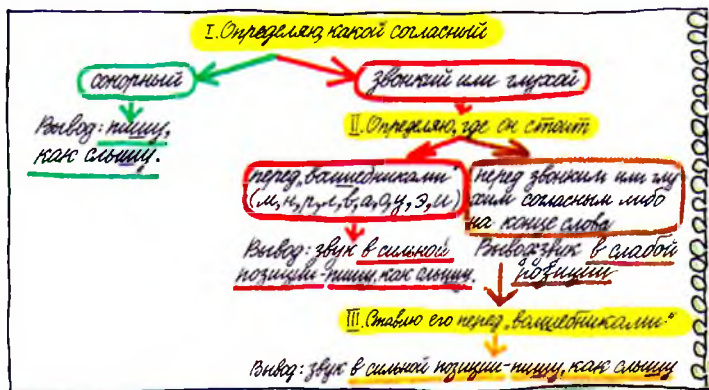 I. Определяю, какой согласный
сонорный
звонкий или глухой
Вывод: пишу,
как слышу.
II. Определяю, где он стоит
перед „волшебниками“
(м, н, р, л, в, а, о, у, э, и)
перед звонким или глу
хим согласным либо
на конце слова
Вывод: звук в сильной
позиции-пишу, как слышу.
Вывод: звук в слабой
позиции
III. Ставлю его перед „волшебниками“
Вывод: звук в сильной позиции-пишу, как слышу